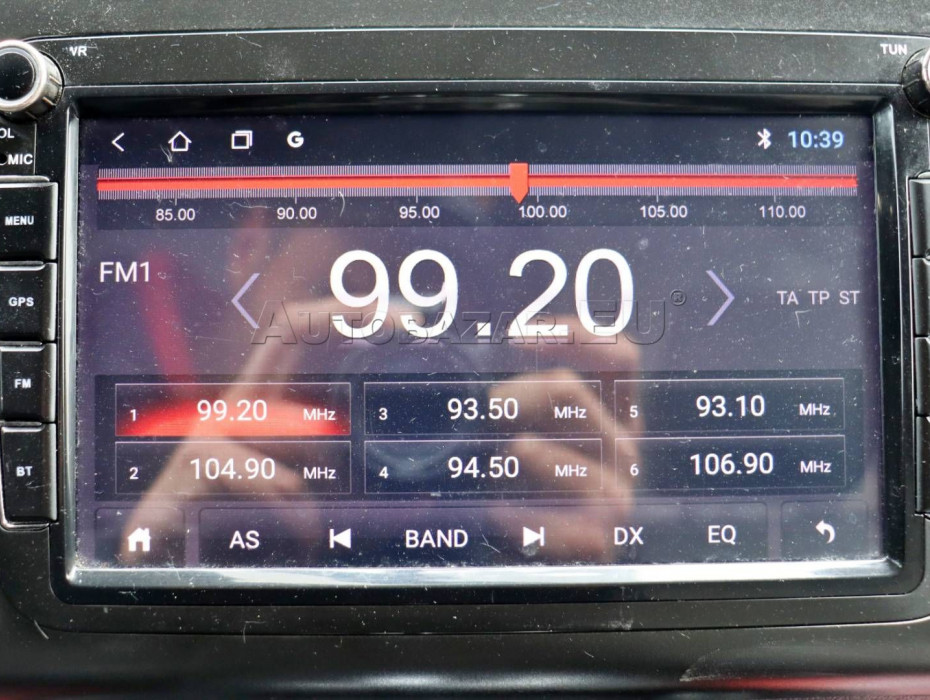 VR
TUN
OL
MIC
G
10:39
85.00 90.00 95.00 100.00 105.00 110.00
MENU
FM1
99.20
TA TP ST
AUTOBAZAR.EU®
GPS
FM
1 99.20 MHz
3 93.50 MHz
5 93.10 MHz
2 104.90 MHz
4 94.50 MHz
6 106.90 MHz
BT
AS
BAND
DX
EQ